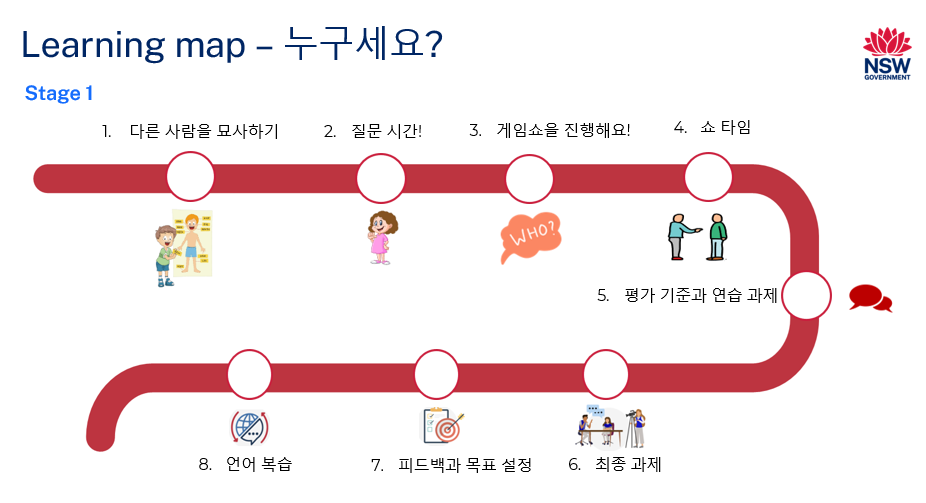 Learning map – 누구세요?
NSW
GOVERNMENT
Stage 1
1. 다른 사람을 묘사하기
2. 질문 시간!
3. 게임쇼을 진행해요!
4. 쇼 타임
WHO?
5. 평가 기준과 연습 과제
6. 최종 과제
7. 피드백과 목표 설정
8. 언어 복습